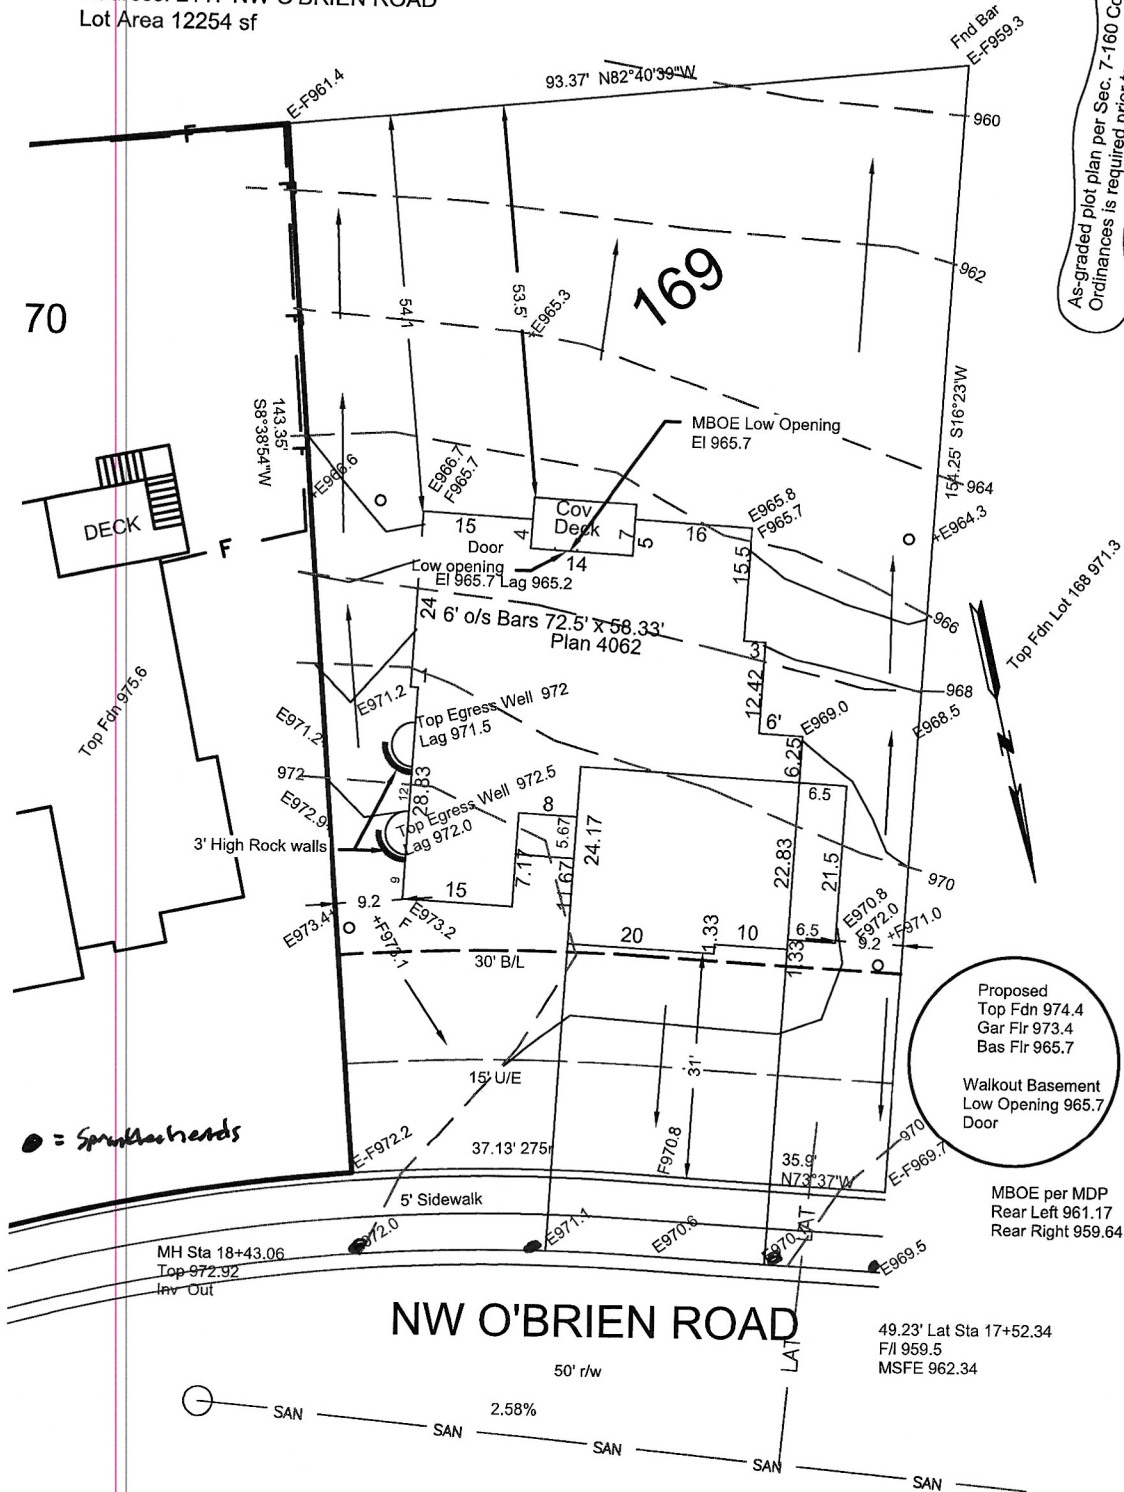 NW O'BRIEN ROAD
Lot Area 12254 sf
Fnd Bar
E-F959.3
As-graded plot plan per Sec. 7-160
Ordinances is required prior
93.37' N82°40'39"W
E-F961.4
F
960
962
169
70
54.1
53.5'
+E965.3
143.35'
S8°38'54"W
154.25' S16°23'W
MBOE Low Opening
El 965.7
+E966.6
E966.7
F965.7
964
E965.8
F965.7
+E964.3
Cov
Deck
15
4
7
5
16
14
15.5
DECK
F
Door
Low opening
El 965.7 Lag 965.2
24
6' o/s Bars 72.5' x 58.33'
Plan 4062
966
Top Fdn Lot 168 971.3
Top Fdn 975.6
3
12.42
968
1
E971.2
E971.2
Top Egress Well 972
Lag 971.5
6'
E969.0
E968.5
6.25
972
12
28.83
Top Egress Well 972.5
Lag 972.0
6.5
E972.9
8
5.67
24.17
3' High Rock walls
7.17
1.67
22.83
21.5
970
9
15
9.2
E973.4+
F
E973.2
+F973.1
E970.8
F972.0
+F971.0
20
1.33
10
6.5
9.2
1.33
30' B/L
Proposed
Top Fdn 974.4
Gar Flr 973.4
Bas Flr 965.7
Walkout Basement
Low Opening 965.7
Door
31'
15' U/E
= Sprinkler heads
E-F972.2
37.13' 275r
F970.8
35.9'
N73°37'W
970
E-F969.7
MBOE per MDP
Rear Left 961.17
Rear Right 959.64
5' Sidewalk
LAT
E972.0
E971.1
E970.6
E969.5
MH Sta 18+43.06
Top 972.92
Inv Out
NW O'BRIEN ROAD
LAT
49.23' Lat Sta 17+52.34
F/l 959.5
MSFE 962.34
50' r/w
2.58%
SAN
SAN
SAN
SAN
SAN